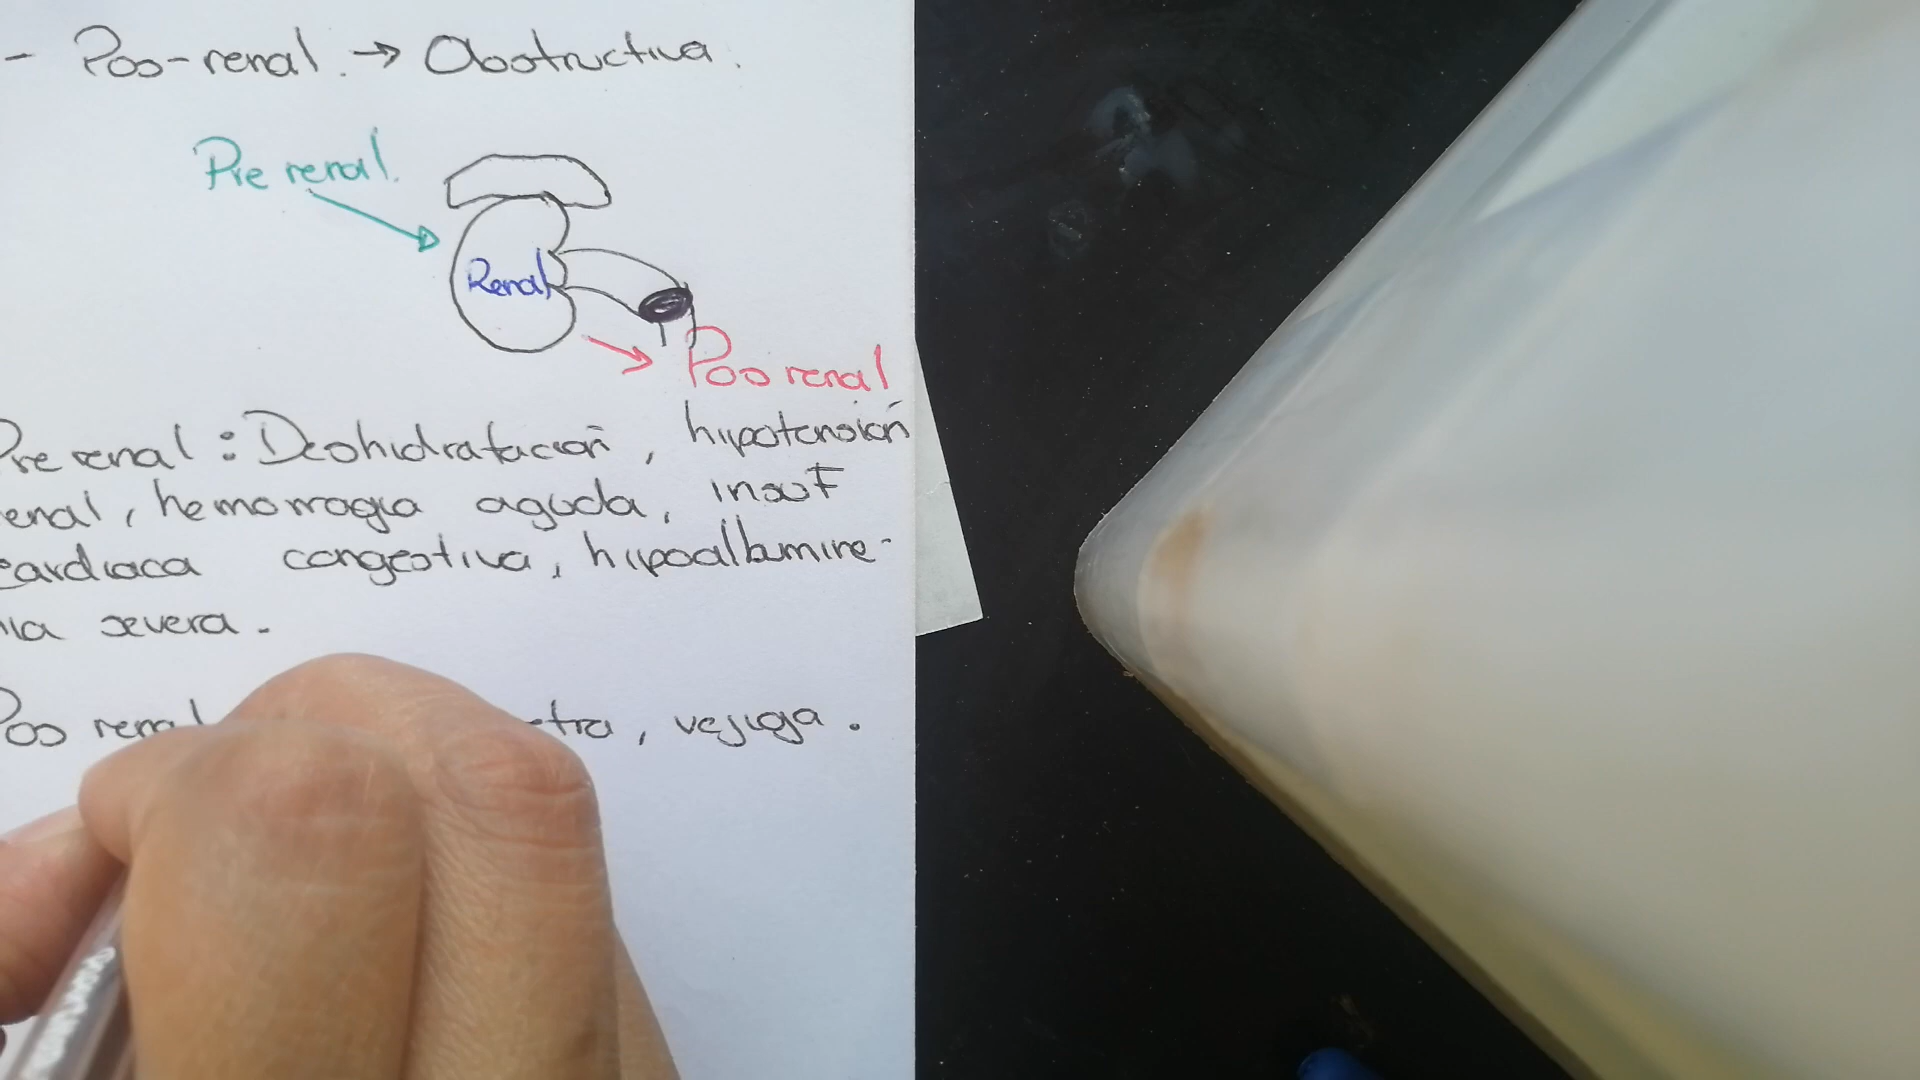 - Pos-renal. → Obstructiva.
Pre renal.
Renal
Pos renal
Pre renal : Deshidratación, hipotensión
renal, hemorragia aguda, insuf
cardiaca congestiva, hipoalbumine-
mia severa.
Pos renal, vejiga.